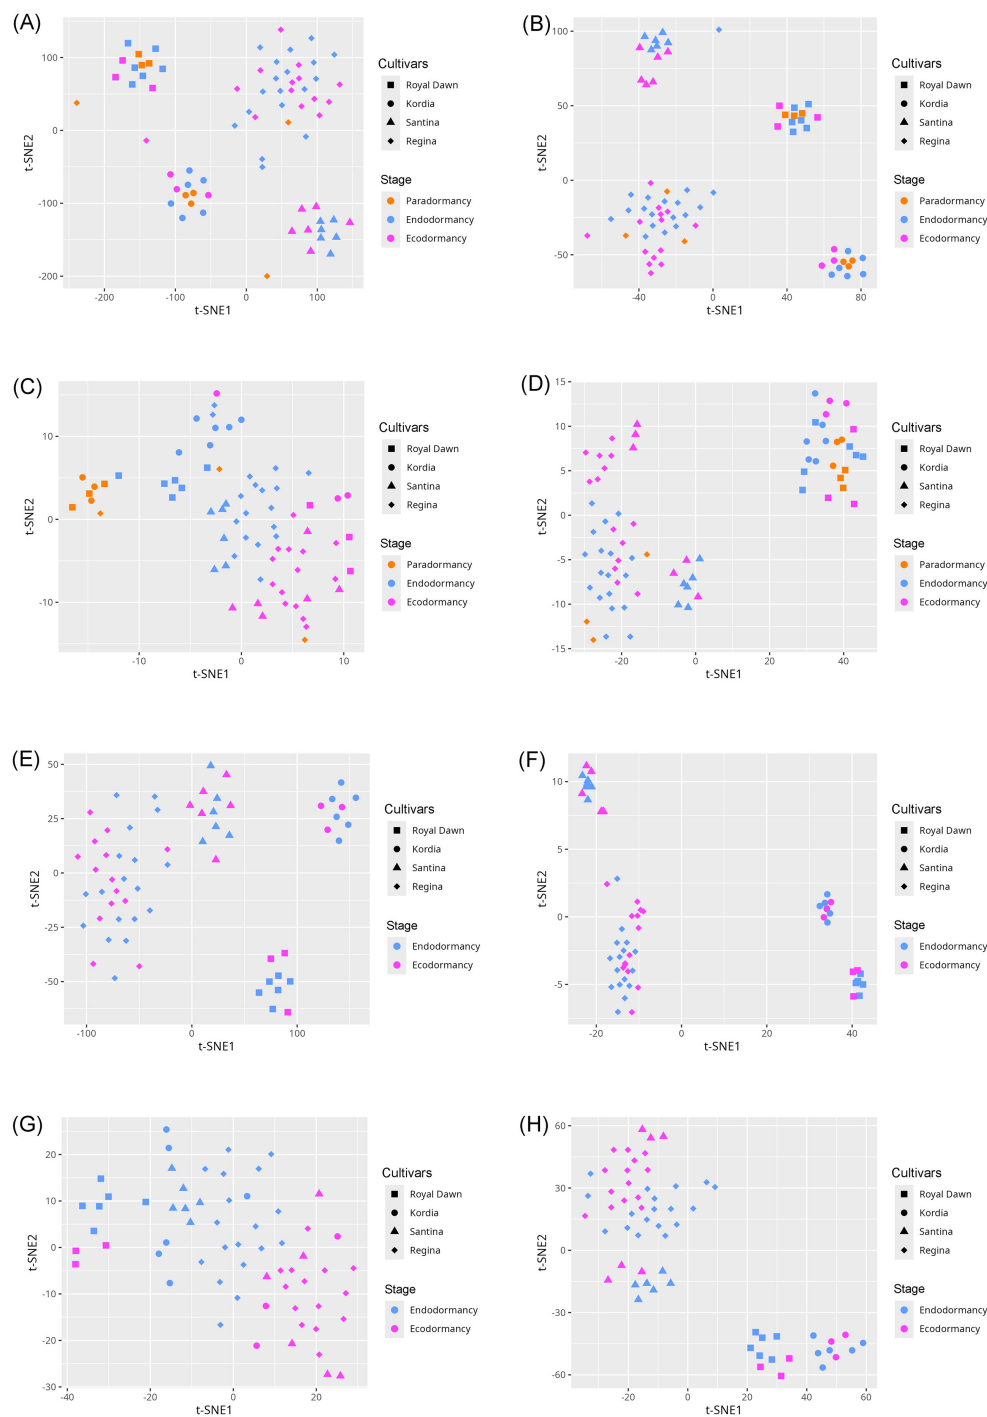 (A)
100
0
-100
-200
t-SNE2
-200
-100
0
100
t-SNE1
Cultivars
Royal Dawn
Kordia
Santina
Regina
Stage
Paradormancy
Endodormancy
Ecodormancy
(B)
100
50
0
-50
t-SNE2
-40
0
40
80
t-SNE1
Cultivars
Royal Dawn
Kordia
Santina
Regina
Stage
Paradormancy
Endodormancy
Ecodormancy
(C)
10
0
-10
t-SNE2
-10
0
10
t-SNE1
Cultivars
Royal Dawn
Kordia
Santina
Regina
Stage
Paradormancy
Endodormancy
Ecodormancy
(D)
15
10
5
0
-5
-10
-15
t-SNE2
-20
0
20
40
t-SNE1
Cultivars
Royal Dawn
Kordia
Santina
Regina
Stage
Paradormancy
Endodormancy
Ecodormancy
(E)
50
25
0
-25
-50
t-SNE2
-100
0
100
t-SNE1
Cultivars
Royal Dawn
Kordia
Santina
Regina
Stage
Endodormancy
Ecodormancy
(F)
10
5
0
-5
t-SNE2
-20
0
20
40
t-SNE1
Cultivars
Royal Dawn
Kordia
Santina
Regina
Stage
Endodormancy
Ecodormancy
(G)
20
10
0
-10
-20
-30
t-SNE2
-40
-20
0
20
t-SNE1
Cultivars
Royal Dawn
Kordia
Santina
Regina
Stage
Endodormancy
Ecodormancy
(H)
60
30
0
-30
-60
t-SNE2
-20
0
20
40
60
t-SNE1
Cultivars
Royal Dawn
Kordia
Santina
Regina
Stage
Endodormancy
Ecodormancy